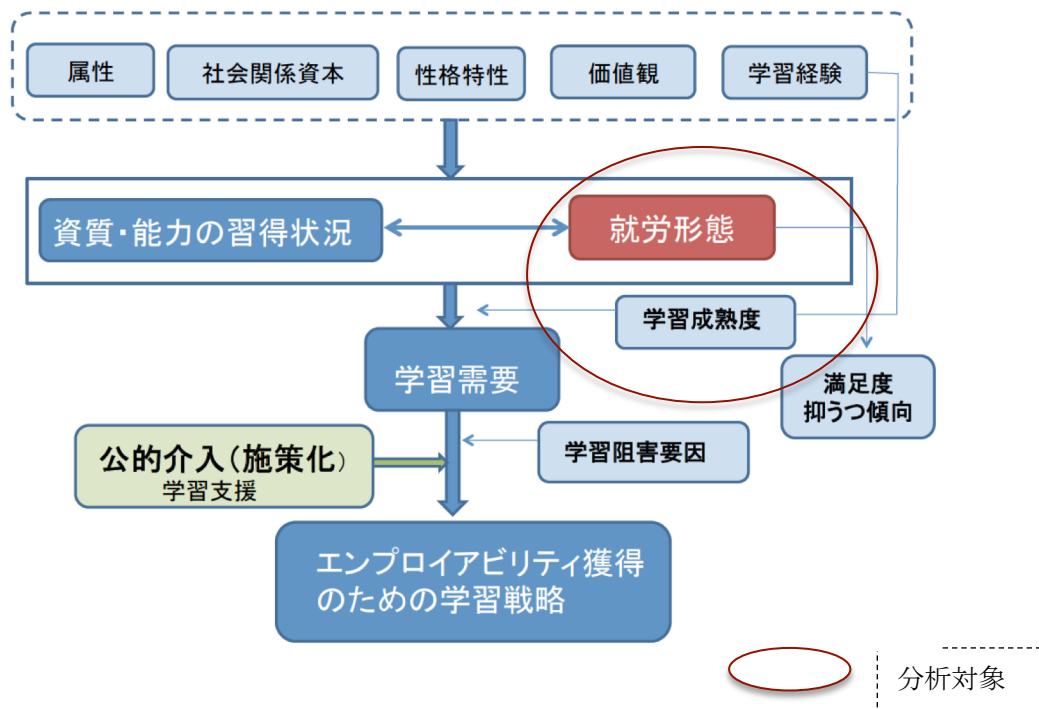 属性
社会関係資本
性格特性
価値観
学習経験
資質・能力の習得状況
就労形態
学習成熟度
学習需要
満足度
抑うつ傾向
公的介入(施策化)
学習支援
学習阻害要因
エンプロイアビリティ獲得
のための学習戦略
分析対象